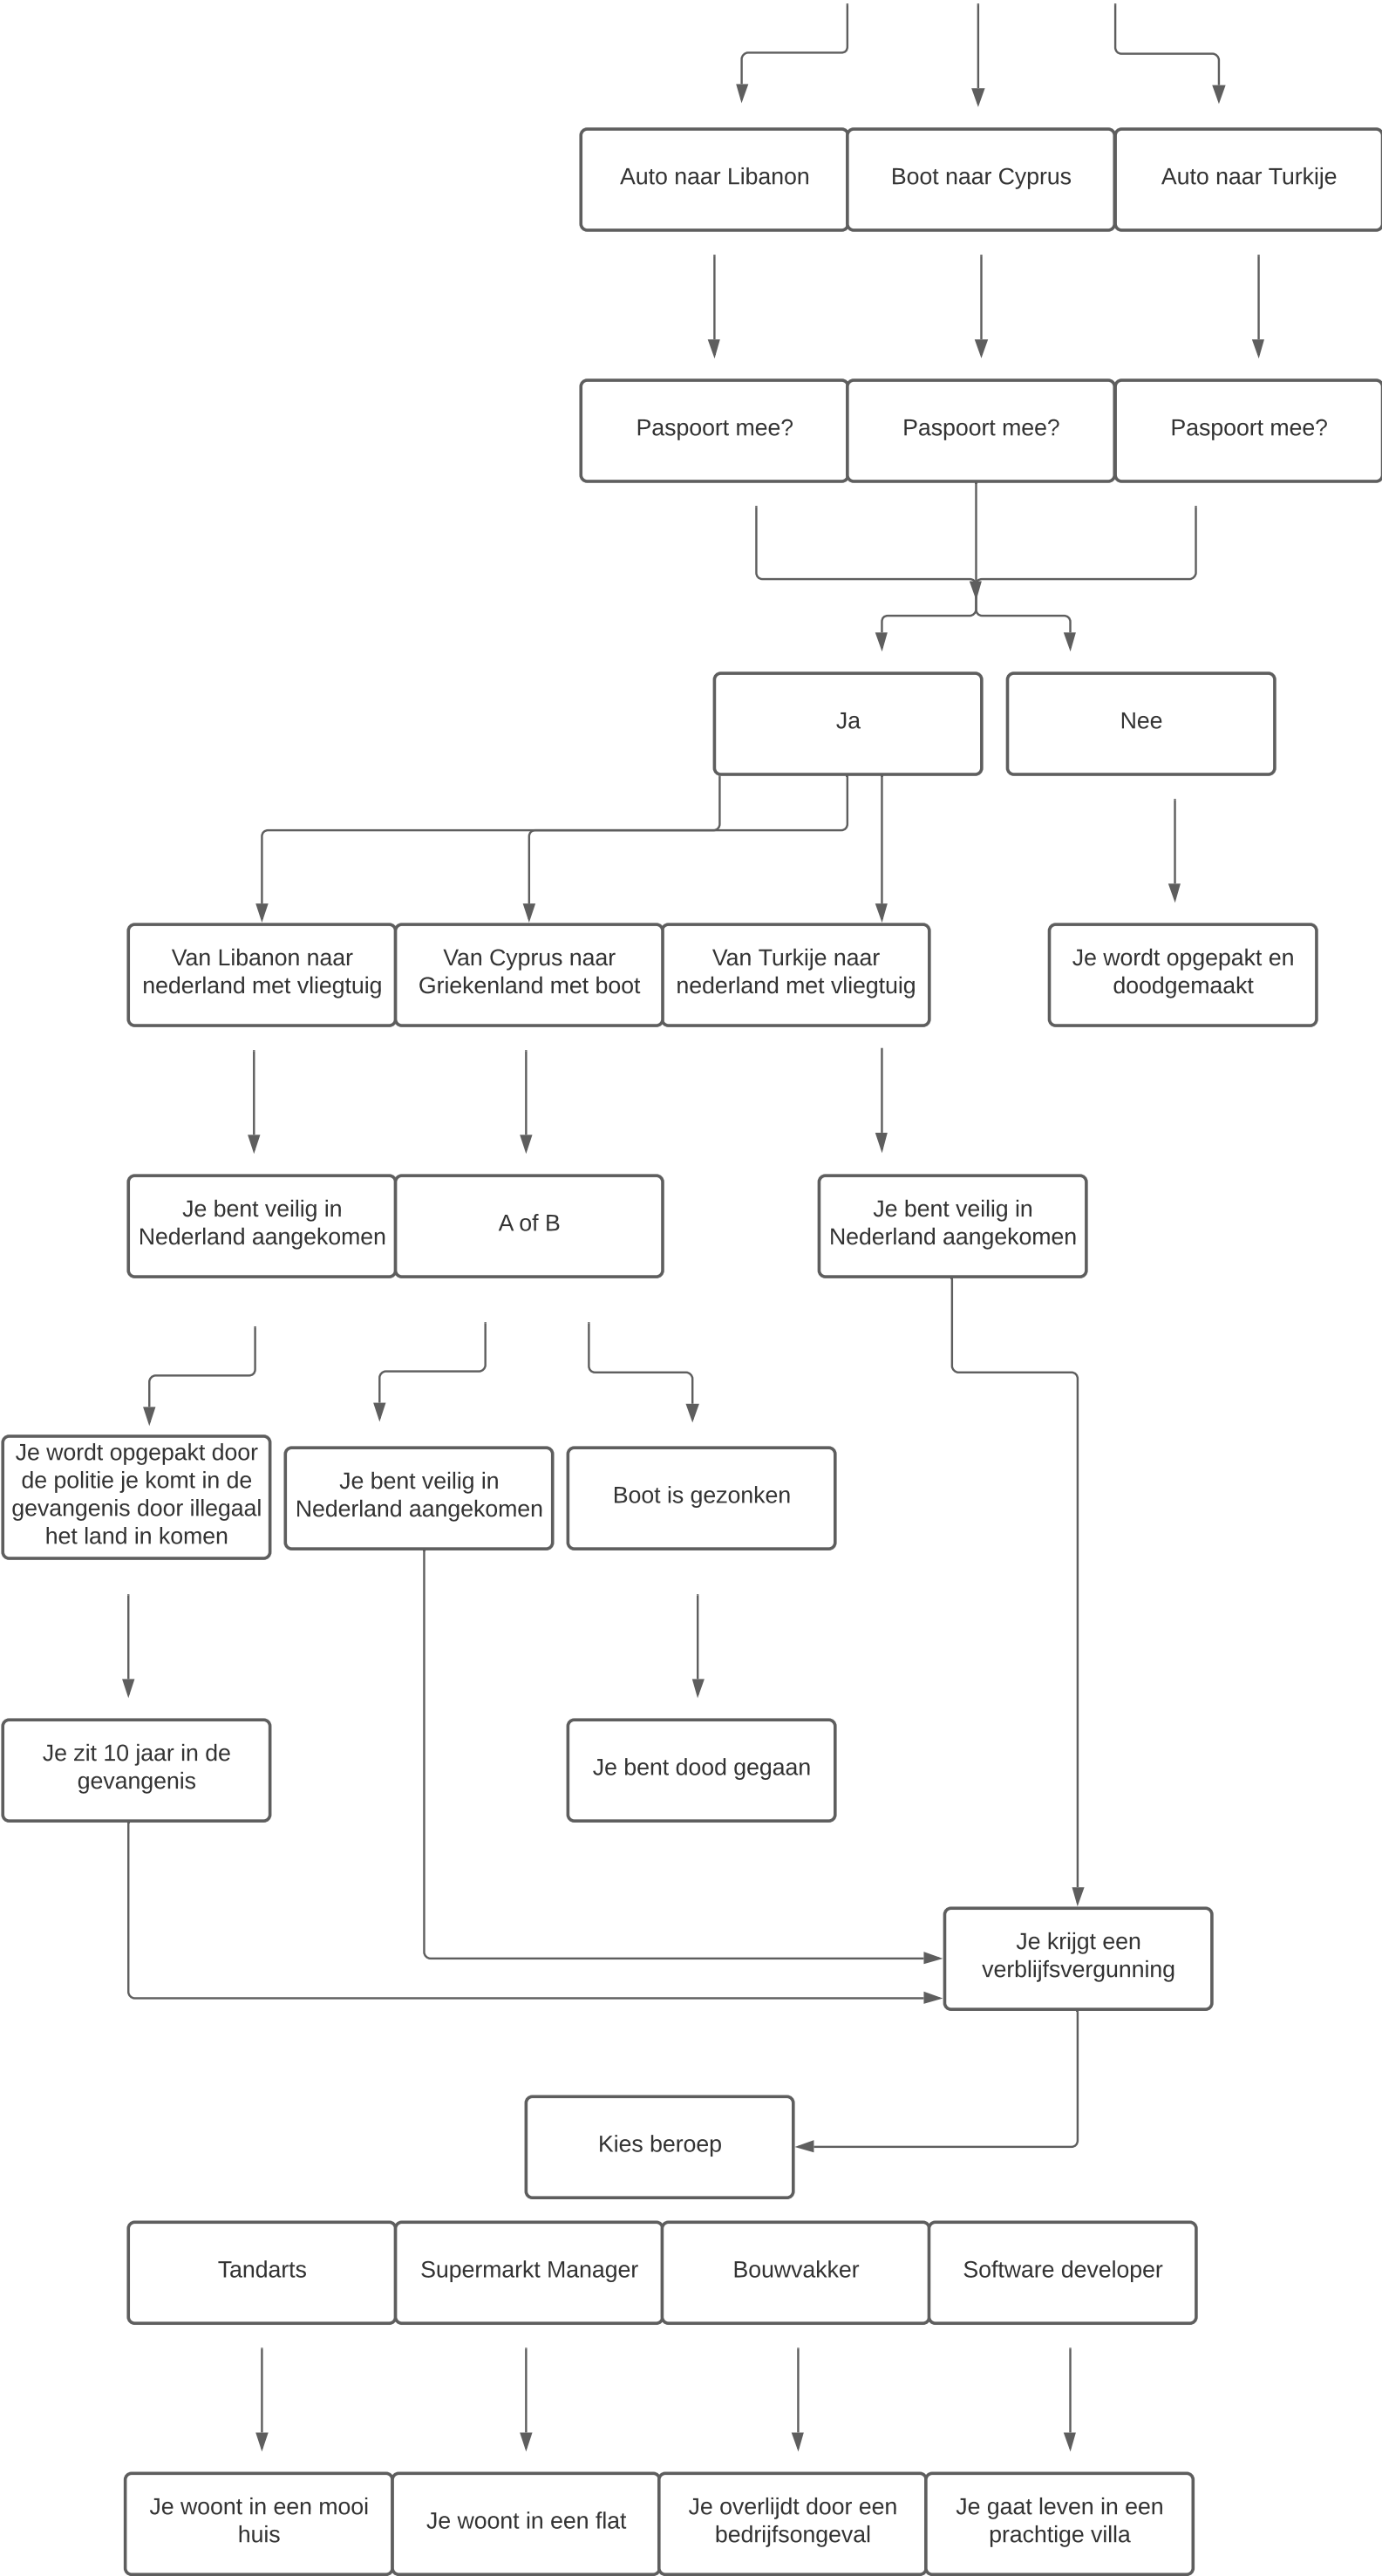 Auto naar Libanon
Boot naar Cyprus
Auto naar Turkije
Paspoort mee?
Paspoort mee?
Paspoort mee?
Ja
Nee
Van Libanon naar
nederland met vliegtuig
Van Cyprus naar
Griekenland met boot
Van Turkije naar
nederland met vliegtuig
Je wordt opgepakt en
doodgemaakt
Je bent veilig in
Nederland aangekomen
A of B
Je bent veilig in
Nederland aangekomen
Je wordt opgepakt door
de politie je komt in de
gevangenis door illegaal
het land in komen
Je bent veilig in
Nederland aangekomen
Boot is gezonken
Je zit 10 jaar in de
gevangenis
Je bent dood gegaan
Je krijgt een
verblijfsvergunning
Kies beroep
Tandarts
Supermarkt Manager
Bouwvakker
Software developer
Je woont in een mooi
huis
Je woont in een flat
Je overlijdt door een
bedrijfsongeval
Je gaat leven in een
prachtige villa